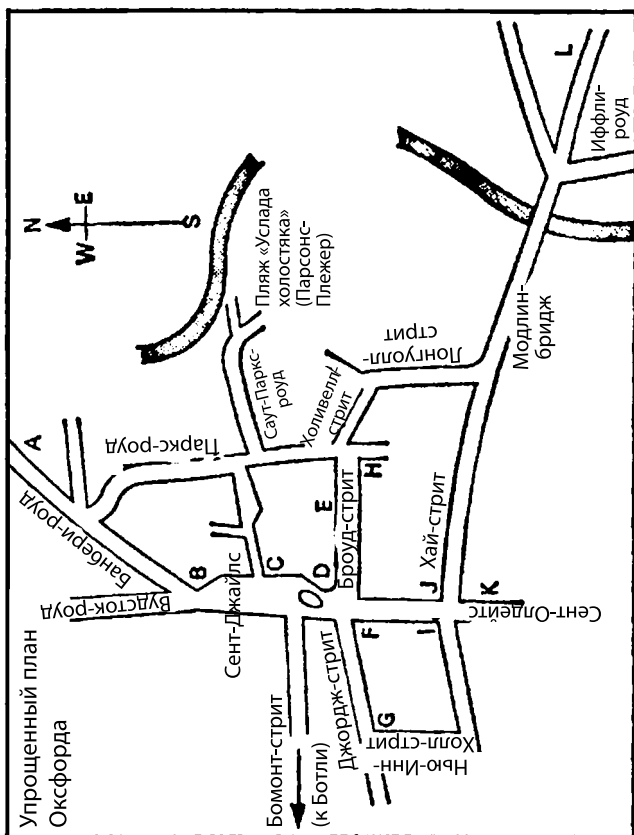 Упрощенный план
Оксфорда
N
W E
S
A
Банбери-роуд
Вудсток-роуд
Паркс-роуд
Пляж «Услада
холостяка»
(Парсонс-
Плежер)
B
Сент-Джайлс
C
Саут-Паркс-
роуд
Холивелл-
стрит
Лонгуолл-
стрит
D
E
Броуд-стрит
H
Бомонт-стрит
(к Ботли)
Джордж-стрит
F
G
Нью-Инн-
Холл-стрит
I
J
Хай-стрит
K
Сент-Олдейтс
Модлин-
бридж
L
Иффли-
роуд